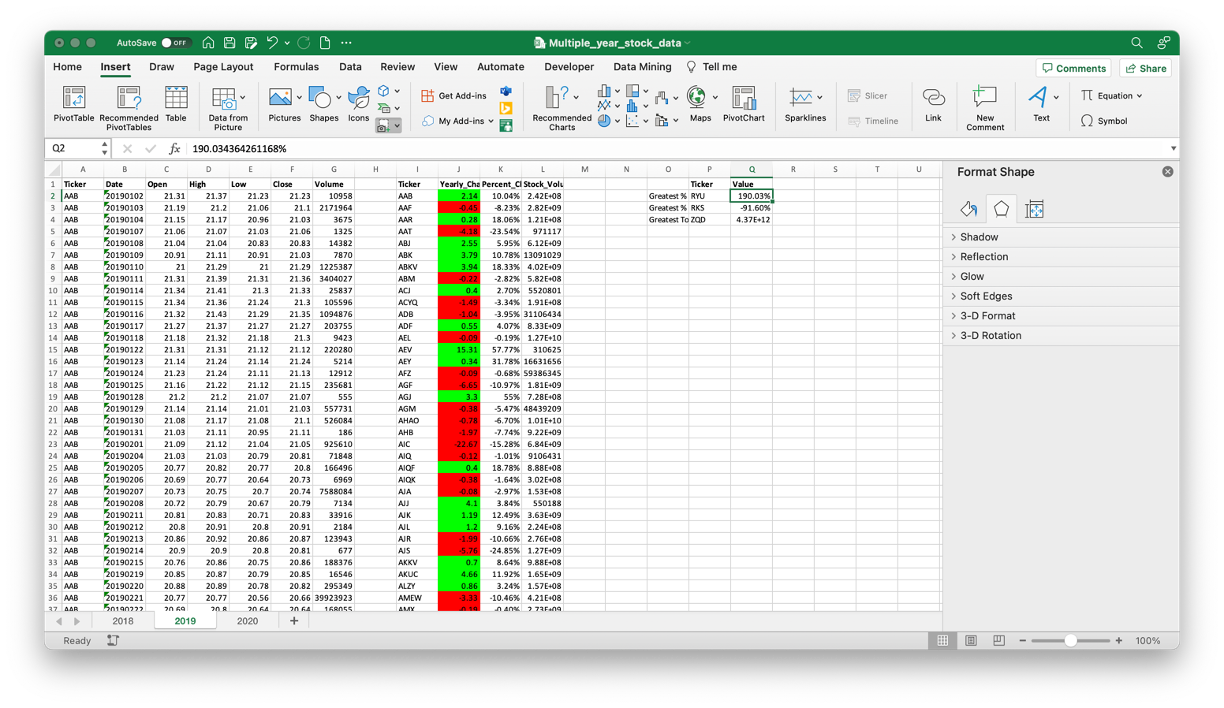 AutoSave OFF Multiple_year_stock_data
Home Insert Draw Page Layout Formulas Data Review View Automate Developer Data Mining Tell me Comments Share
PivotTable Recommended PivotTables Table Data from Picture Pictures Shapes Icons Get Add-ins My Add-ins Recommended Charts Maps PivotChart Sparklines Slicer Timeline Link New Comment Text Equation Symbol
Q2 fx 190.034364261168%
Format Shape
A B C D E F G H I J K L M N O P Q R S T U
1 Ticker Date Open High Low Close Volume Ticker Yearly_Cha Percent_Cl Stock_Volu Ticker Value
2 AAB 20190102 21.31 21.37 21.23 21.23 10958 AAB 2.14 10.04% 2.42E+08 Greatest % RYU 190.03%
3 AAB 20190103 21.19 21.2 21.06 21.1 2171964 AAF -0.45 -8.23% 2.82E+09 Greatest % RKS -91.60%
4 AAB 20190104 21.15 21.17 20.96 21.03 3675 AAR 0.28 18.06% 1.21E+08 Greatest To ZQD 4.37E+12
5 AAB 20190107 21.06 21.07 21.03 21.06 1325 AAT -4.18 -23.54% 971117
6 AAB 20190108 21.04 21.04 20.83 20.83 14382 ABJ 2.55 5.95% 6.12E+09
7 AAB 20190109 20.91 21.11 20.91 21.03 7870 ABK 3.79 10.78% 13091029
8 AAB 20190110 21 21.29 21 21.29 1225387 ABKV 3.94 18.33% 4.02E+09
9 AAB 20190111 21.31 21.39 21.31 21.36 3404027 ABM -0.22 -2.82% 5.82E+08
10 AAB 20190114 21.34 21.41 21.3 21.33 25837 ACJ 0.4 2.70% 5520801
11 AAB 20190115 21.34 21.36 21.24 21.3 105596 ACYQ -1.49 -3.34% 1.91E+08
12 AAB 20190116 21.32 21.43 21.29 21.35 1094876 ADB -1.04 -3.95% 31106434
13 AAB 20190117 21.27 21.37 21.27 21.27 203755 ADF 0.55 4.07% 8.33E+09
14 AAB 20190118 21.18 21.32 21.18 21.3 9423 AEL -0.09 -0.19% 1.27E+10
15 AAB 20190122 21.31 21.31 21.12 21.12 220280 AEV 15.31 57.77% 310625
16 AAB 20190123 21.14 21.24 21.14 21.24 5214 AEY 0.34 31.78% 16631656
17 AAB 20190124 21.23 21.24 21.11 21.13 12912 AFZ -0.09 -0.68% 59386345
18 AAB 20190125 21.16 21.22 21.12 21.15 235681 AGF -6.65 -10.97% 1.81E+09
19 AAB 20190128 21.2 21.2 21.07 21.07 555 AGJ 3.3 55% 7.28E+08
20 AAB 20190129 21.14 21.14 21.01 21.03 557731 AGM -0.38 -5.47% 48439209
21 AAB 20190130 21.08 21.17 21.08 21.1 526084 AHAO -0.78 -6.70% 1.01E+10
22 AAB 20190131 21.03 21.11 20.95 21.11 186 AHB -1.97 -7.74% 9.22E+09
23 AAB 20190201 21.09 21.12 21.04 21.05 925610 AIC -22.67 -15.28% 6.84E+09
24 AAB 20190204 21.03 21.03 20.79 20.81 71848 AIQ -0.12 -1.01% 9106431
25 AAB 20190205 20.77 20.82 20.77 20.8 166496 AIQF 0.4 18.78% 8.88E+08
26 AAB 20190206 20.69 20.77 20.64 20.73 6969 AIQK -0.38 -1.64% 3.02E+08
27 AAB 20190207 20.73 20.75 20.7 20.74 7588084 AJA -0.08 -2.97% 1.53E+08
28 AAB 20190208 20.72 20.79 20.67 20.79 7134 AJJ 4.1 3.84% 550188
29 AAB 20190211 20.81 20.83 20.71 20.83 33916 AJK 1.19 12.49% 3.63E+09
30 AAB 20190212 20.8 20.91 20.8 20.91 2184 AJL 1.2 9.16% 2.24E+08
31 AAB 20190213 20.86 20.92 20.86 20.87 123943 AJR -1.99 -10.66% 2.76E+08
32 AAB 20190214 20.9 20.9 20.8 20.81 677 AJS -5.76 -24.85% 1.27E+09
33 AAB 20190215 20.76 20.86 20.75 20.86 188376 AKKV 0.7 8.64% 9.88E+08
34 AAB 20190219 20.85 20.87 20.79 20.85 16546 AKUC 4.66 11.92% 1.65E+09
35 AAB 20190220 20.88 20.89 20.78 20.82 295349 ALZY 0.86 3.24% 1.57E+08
36 AAB 20190221 20.77 20.77 20.56 20.66 39923923 AMEW -3.33 -10.46% 4.21E+08
37 AAB 20190222 20.69 20.8 20.64 20.64 168055 AMX -0.19 -0.40% 2.73E+09
Shadow
Reflection
Glow
Soft Edges
3-D Format
3-D Rotation
2018 2019 2020 +
Ready 100%